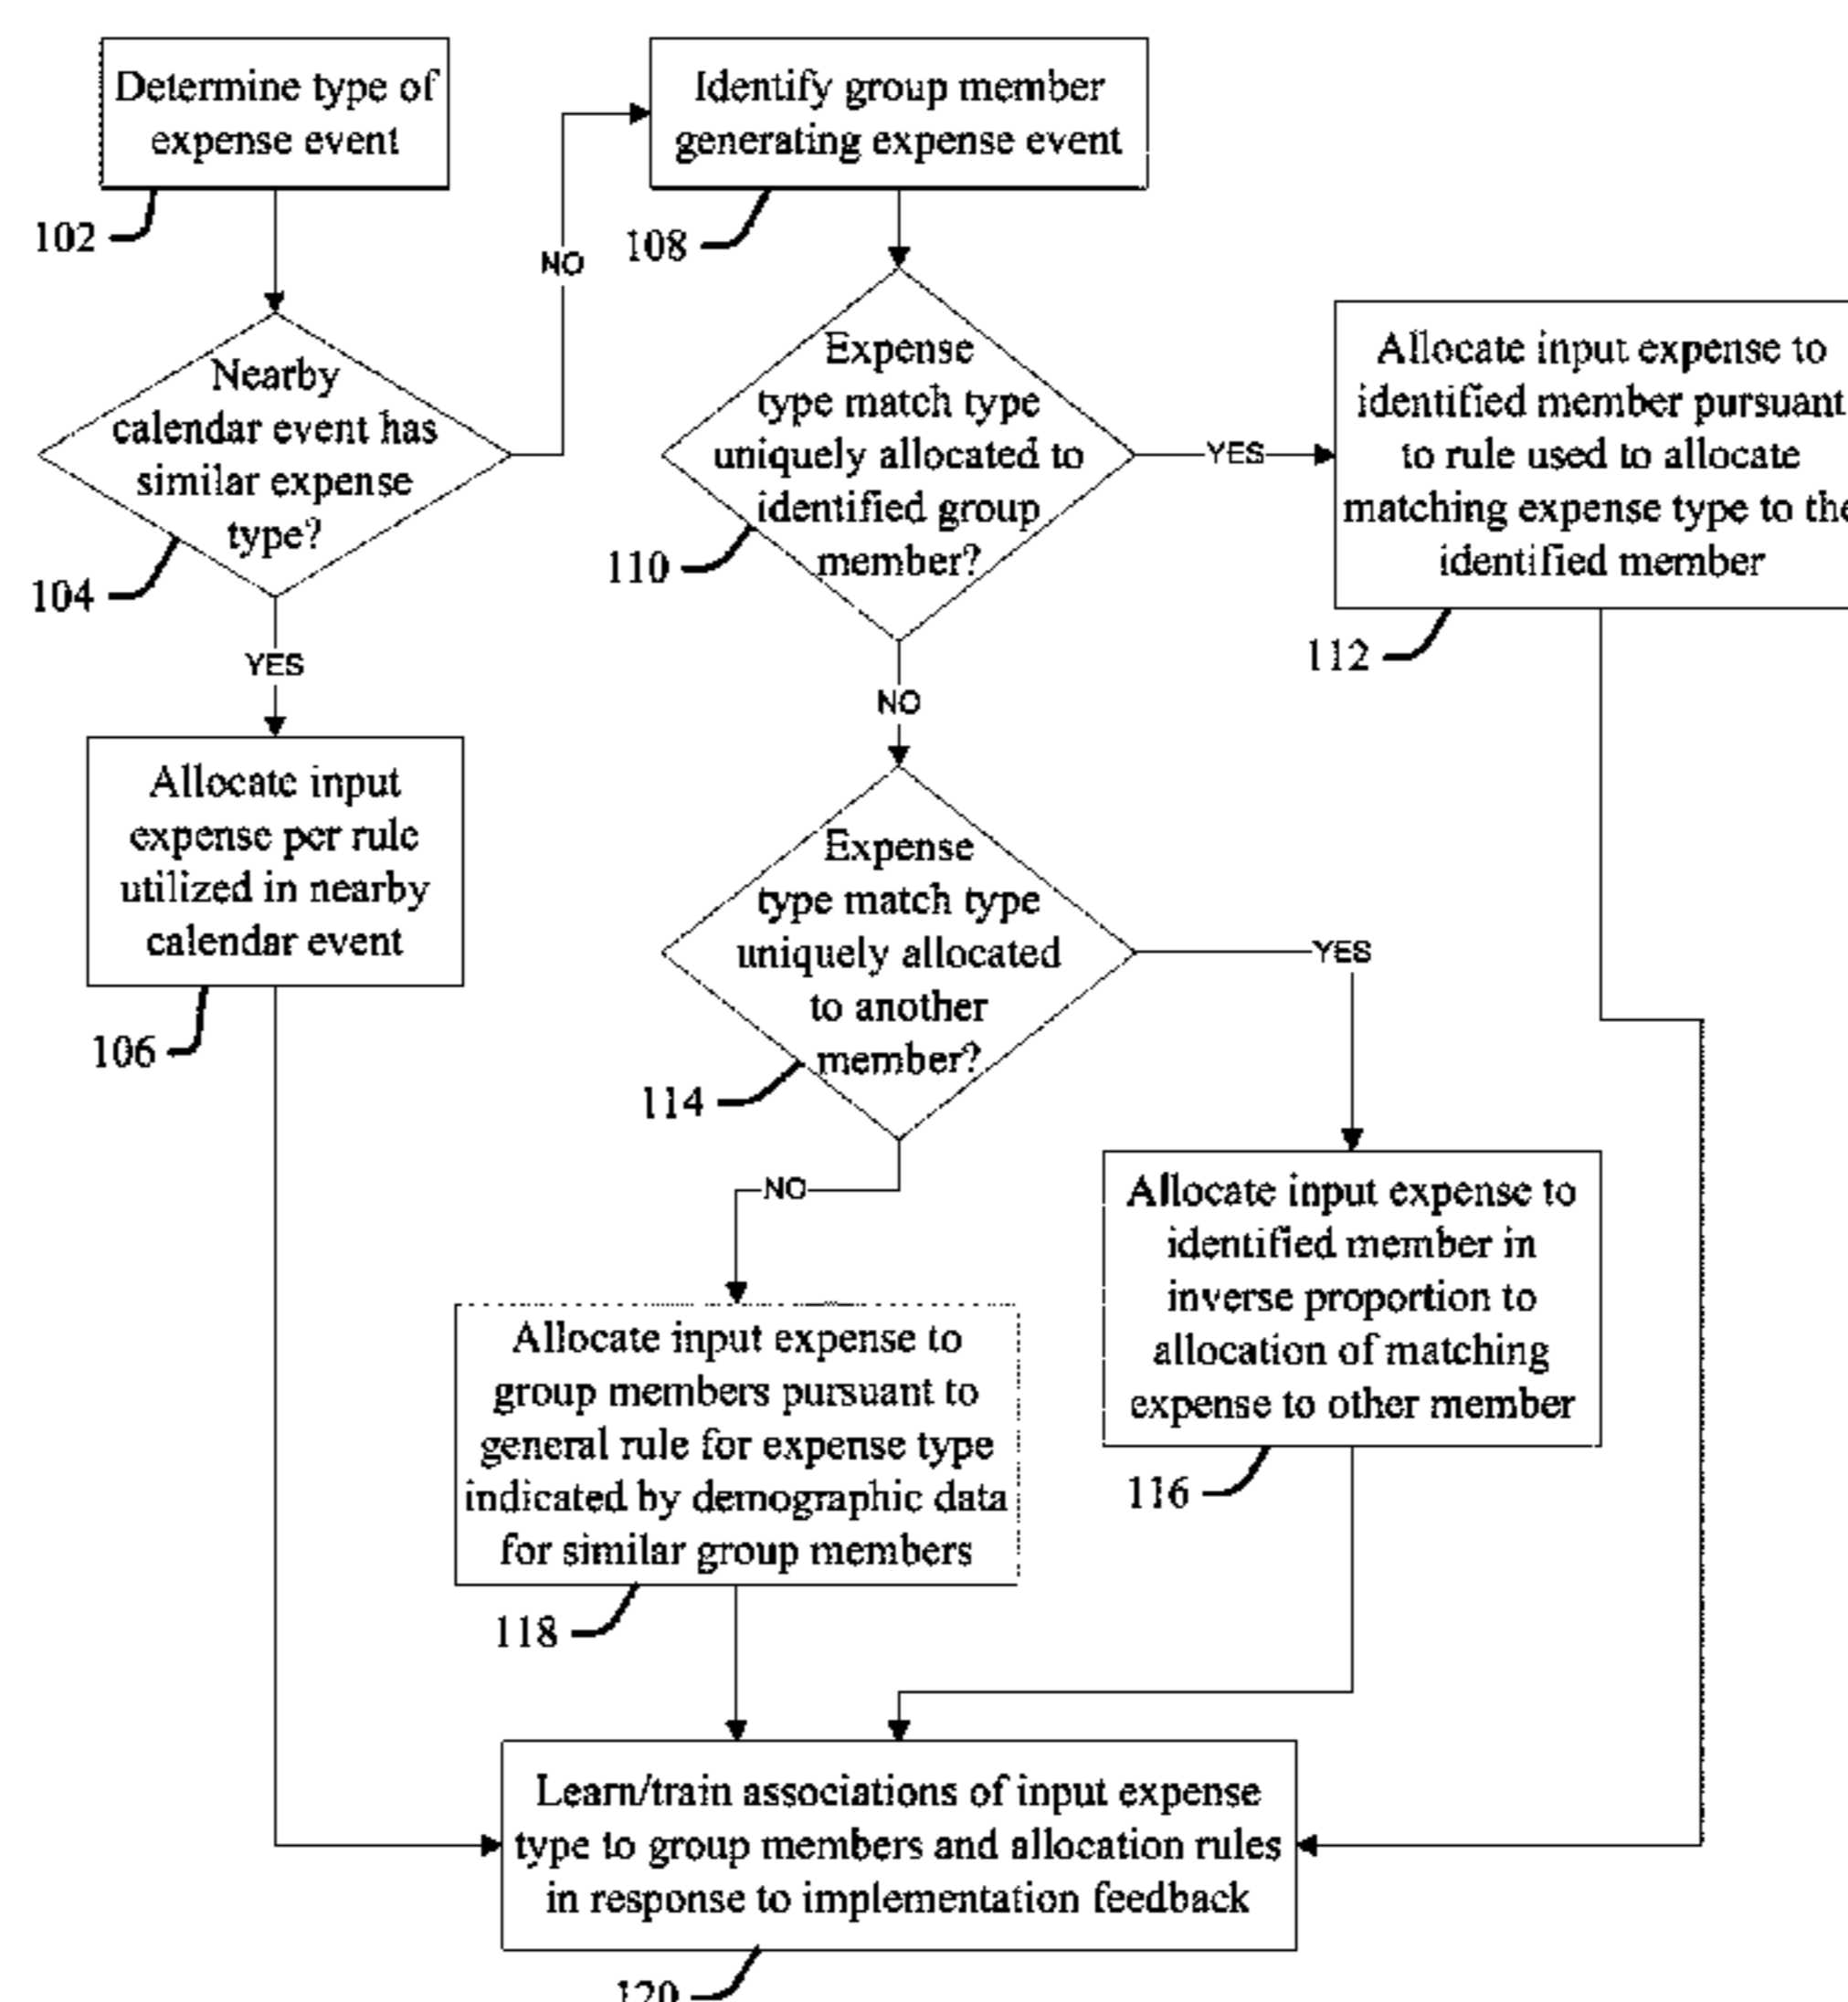 Determine type of
expense event
102
Nearby
calendar event has
similar expense
type?
104
YES
NO
Allocate input
expense per rule
utilized in nearby
calendar event
106
Identify group member
generating expense event
108
Expense
type match type
uniquely allocated to
identified group
member?
110
YES
NO
Allocate input expense to
identified member pursuant
to rule used to allocate
matching expense type to the
identified member
112
Expense
type match type
uniquely allocated
to another
member?
114
YES
NO
Allocate input expense to
identified member in
inverse proportion to
allocation of matching
expense to other member
116
Allocate input expense to
group members pursuant to
general rule for expense type
indicated by demographic data
for similar group members
118
Learn/train associations of input expense
type to group members and allocation rules
in response to implementation feedback
120